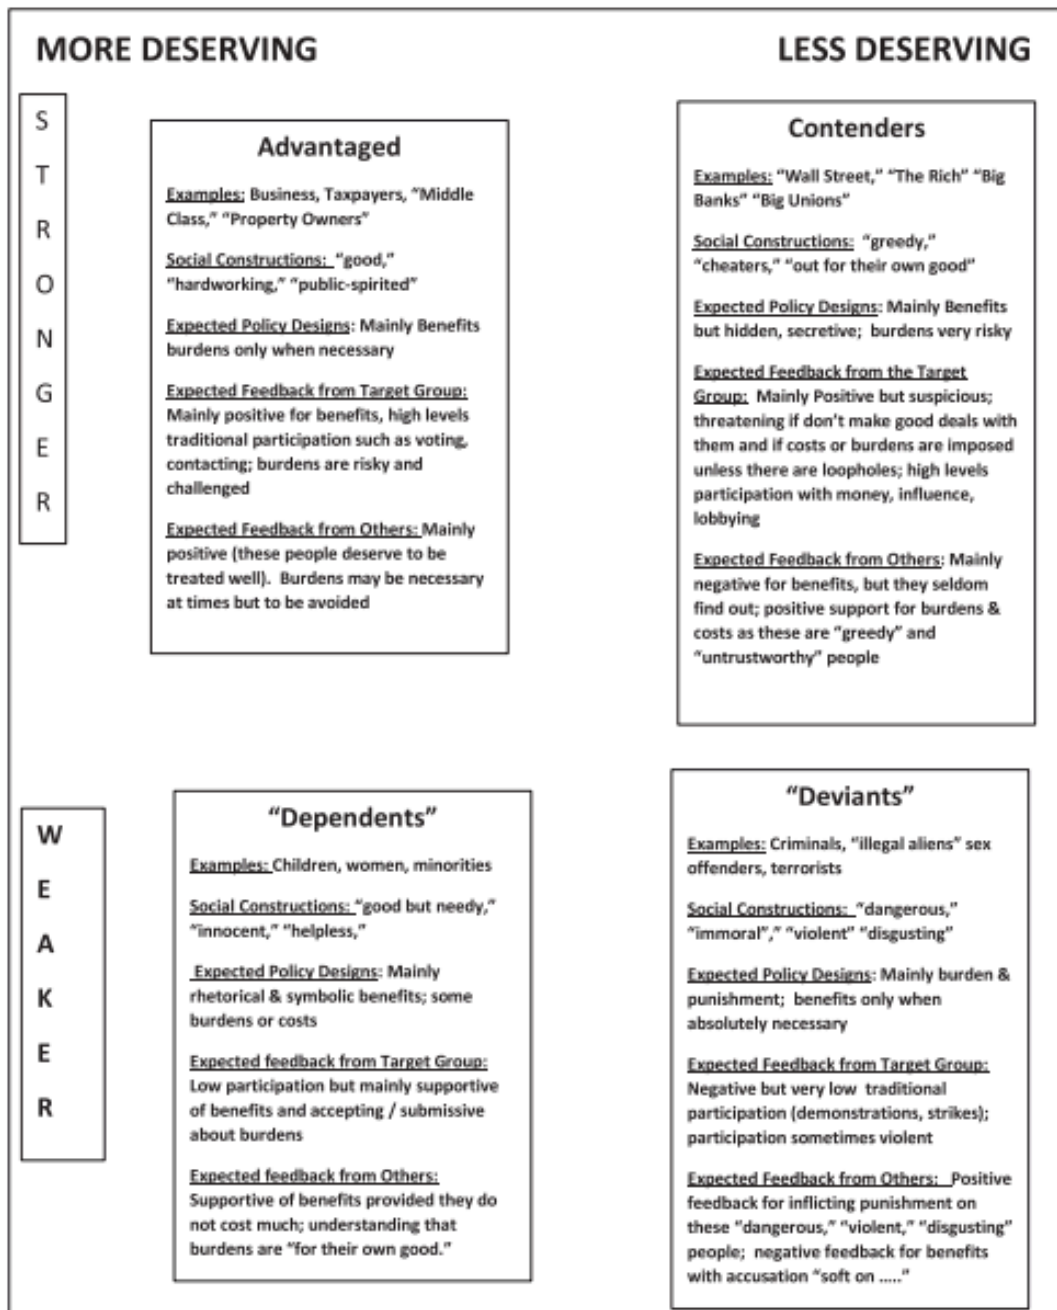 MORE DESERVING
LESS DESERVING
S
T
R
O
N
G
E
R
Advantaged
Examples: Business, Taxpayers, “Middle
Class,” “Property Owners”
Social Constructions: “good,”
“hardworking,” “public-spirited”
Expected Policy Designs: Mainly Benefits
burdens only when necessary
Expected Feedback from Target Group:
Mainly positive for benefits, high levels
traditional participation such as voting,
contacting; burdens are risky and
challenged
Expected Feedback from Others: Mainly
positive (these people deserve to be
treated well). Burdens may be necessary
at times but to be avoided
Contenders
Examples: “Wall Street,” “The Rich” “Big
Banks” “Big Unions”
Social Constructions: “greedy,”
“cheaters,” “out for their own good”
Expected Policy Designs: Mainly Benefits
but hidden, secretive; burdens very risky
Expected Feedback from the Target
Group: Mainly Positive but suspicious;
threatening if don’t make good deals with
them and if costs or burdens are imposed
unless there are loopholes; high levels
participation with money, influence,
lobbying
Expected Feedback from Others: Mainly
negative for benefits, but they seldom
find out; positive support for burdens &
costs as these are “greedy” and
“untrustworthy” people
W
E
A
K
E
R
“Dependents”
Examples: Children, women, minorities
Social Constructions: “good but needy,”
“innocent,” “helpless,”
Expected Policy Designs: Mainly
rhetorical & symbolic benefits; some
burdens or costs
Expected feedback from Target Group:
Low participation but mainly supportive
of benefits and accepting / submissive
about burdens
Expected feedback from Others:
Supportive of benefits provided they do
not cost much; understanding that
burdens are “for their own good.”
“Deviants”
Examples: Criminals, “illegal aliens” sex
offenders, terrorists
Social Constructions: “dangerous,”
“immoral”,” “violent” “disgusting”
Expected Policy Designs: Mainly burden &
punishment; benefits only when
absolutely necessary
Expected Feedback from Target Group:
Negative but very low traditional
participation (demonstrations, strikes);
participation sometimes violent
Expected Feedback from Others: Positive
feedback for inflicting punishment on
these “dangerous,” “violent,” “disgusting”
people; negative feedback for benefits
with accusation “soft on .....”